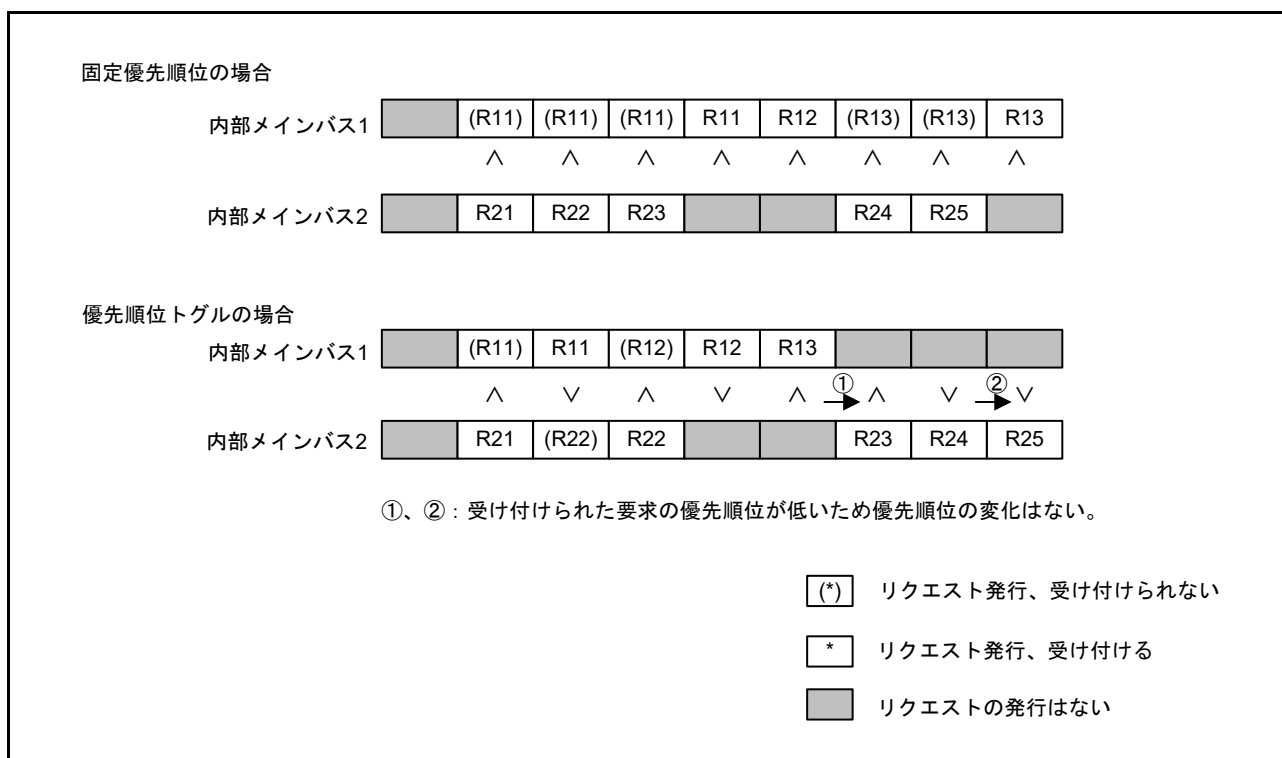 固定優先順位の場合
内部メインバス1 (R11) (R11) (R11) R11 R12 (R13) (R13) R13
∧ ∧ ∧ ∧ ∧ ∧ ∧ ∧
内部メインバス2 R21 R22 R23 R24 R25
優先順位トグルの場合
内部メインバス1 (R11) R11 (R12) R12 R13
∧ ∨ ∧ ∨ ∧ ① ∧ ∨ ② ∨
内部メインバス2 R21 (R22) R22 R23 R24 R25
①、②：受け付けられた要求の優先順位が低いため優先順位の変化はない。
(*) リクエスト発行、受け付けられない
* リクエスト発行、受け付ける
リクエストの発行はない